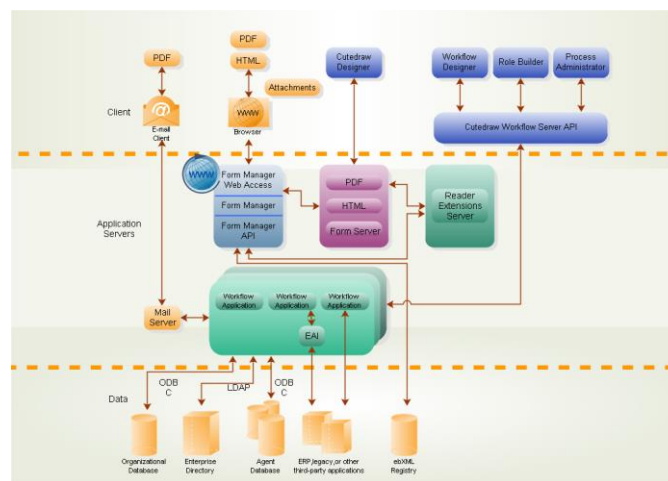 PDF
PDF
HTML
Attachments
Cutedraw
Designer
Workflow
Designer
Role Builder
Process
Administrator
Client
E-mail
Client
WWW
Browser
Cutedraw Workflow Server API
WWW
Form Manager
Web Access
Form Manager
Form Manager
API
PDF
HTML
Form Server
Reader
Extensions
Server
Application
Servers
Mail
Server
Workflow
Application
Workflow
Application
Workflow
Application
EAI
Data
ODB
C
LDAP
ODB
C
Organizational
Database
Enterprise
Directory
Agent
Database
ERP,legacy,or other
third-party applications
ebXML
Registry